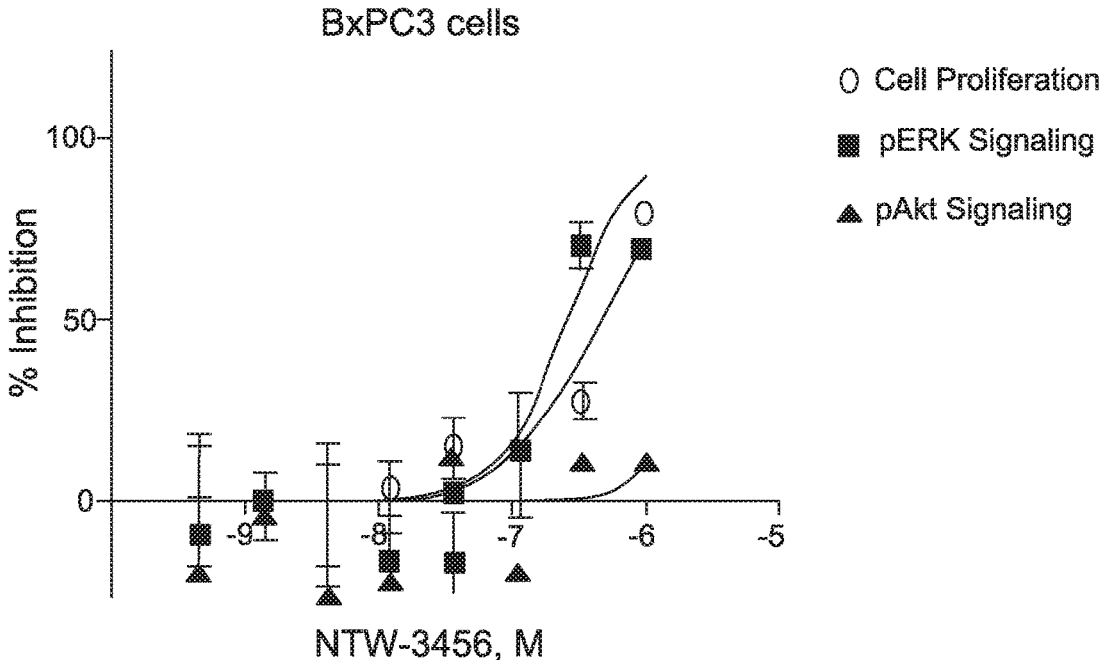 BxPC3 cells
Cell Proliferation
pERK Signaling
pAkt Signaling
% Inhibition
100
50
0
-9
-8
-7
-6
-5
NTW-3456, M